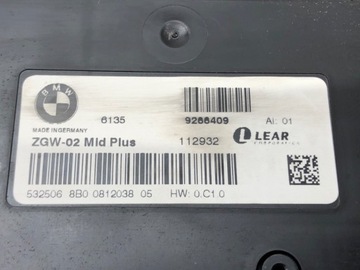 BMW
6135 9266409 Ai: 01
MADE IN GERMANY
ZGW-02 Mid Plus 112932 LEAR
CORPORATION
532506 8B0 0812038 05 HW: 0.C1.0